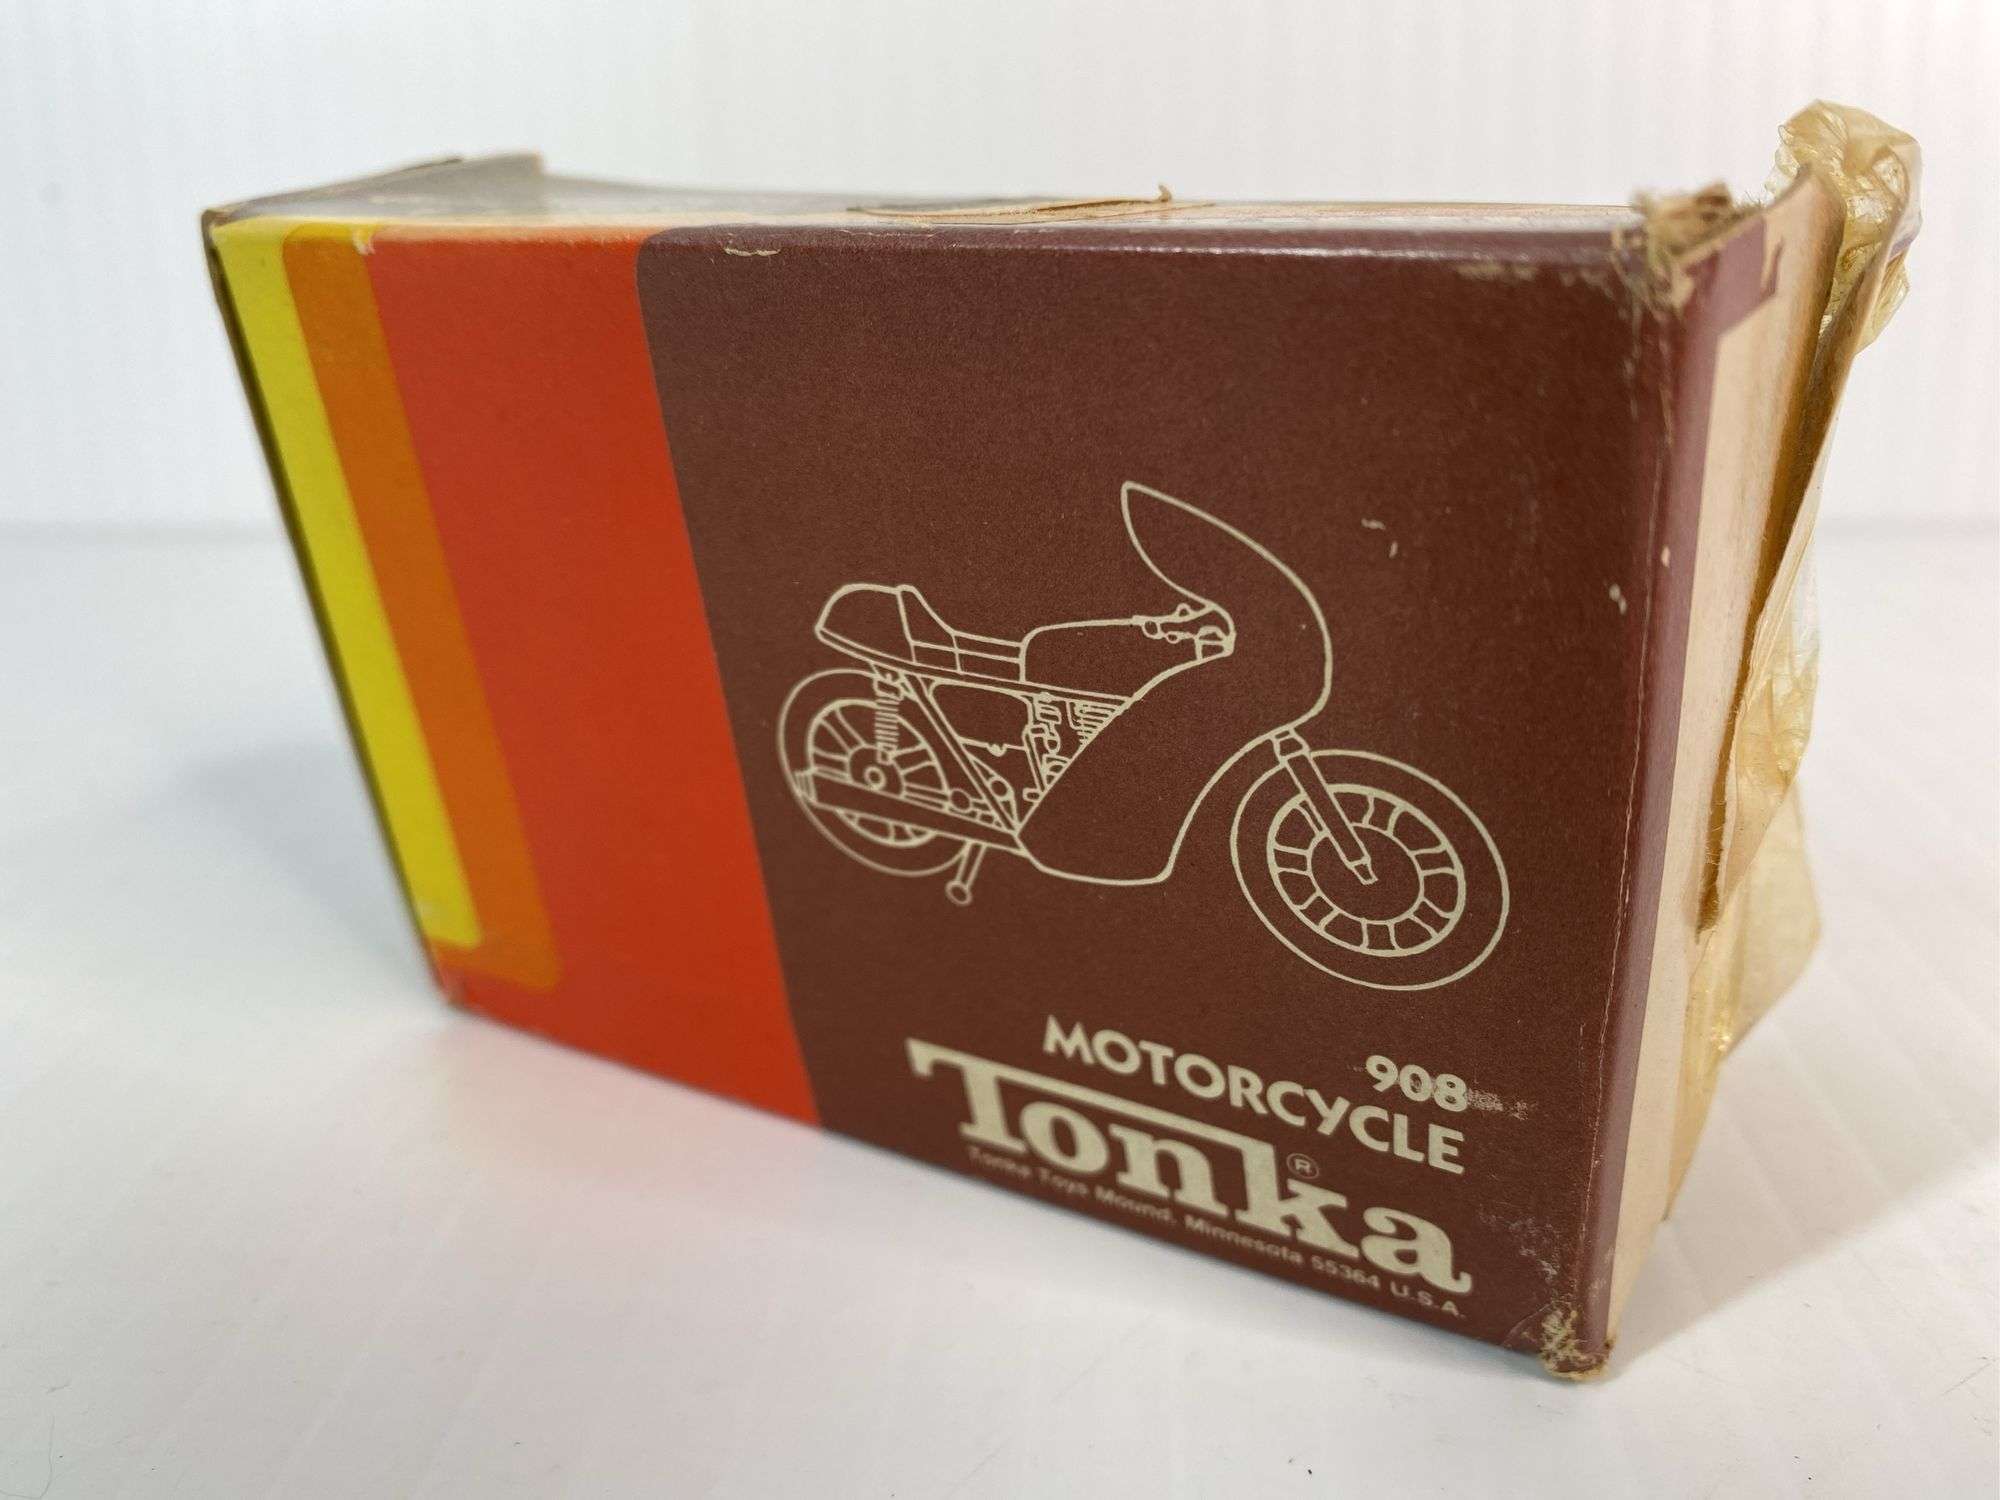 908
MOTORCYCLE
Tonka®
Tonka Toys Mound, Minnesota 55364 U.S.A.